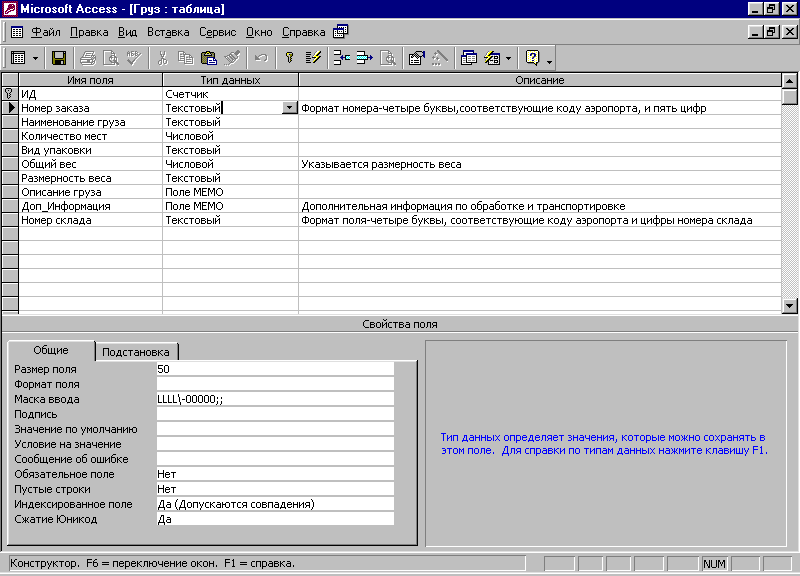 Microsoft Access - [Груз : таблица]
Файл Правка Вид Вставка Сервис Окно Справка
Имя поля Тип данных Описание
ИД Счетчик
Номер заказа Текстовый Формат номера-четыре буквы,соответствующие коду аэропорта, и пять цифр
Наименование груза Текстовый
Количество мест Числовой
Вид упаковки Текстовый
Общий вес Числовой Указывается размерность веса
Размерность веса Текстовый
Описание груза Поле MEMO
Доп_Информация Поле MEMO Дополнительная информация по обработке и транспортировке
Номер склада Текстовый Формат поля-четыре буквы, соответствующие коду аэропорта и цифры номера склада
Свойства поля
Общие Подстановка
Размер поля 50
Формат поля
Маска ввода LLLL\-00000;;
Подпись
Значение по умолчанию
Условие на значение
Сообщение об ошибке
Обязательное поле Нет
Пустые строки Нет
Индексированное поле Да (Допускаются совпадения)
Сжатие Юникод Да
Тип данных определяет значения, которые можно сохранять в
этом поле. Для справки по типам данных нажмите клавишу F1.
Конструктор. F6 = переключение окон. F1 = справка. NUM